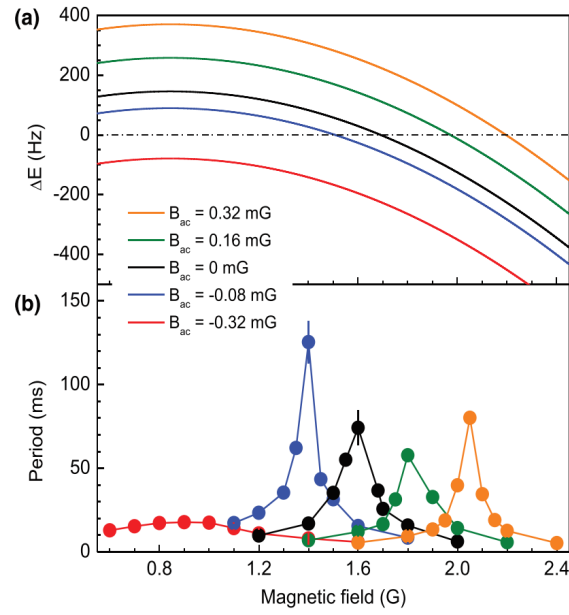 (a)
400
200
0
-200
-400
ΔE (Hz)
B_ac = 0.32 mG
B_ac = 0.16 mG
B_ac = 0 mG
B_ac = -0.08 mG
B_ac = -0.32 mG
(b)
150
100
50
0
Period (ms)
0.8 1.2 1.6 2.0 2.4
Magnetic field (G)